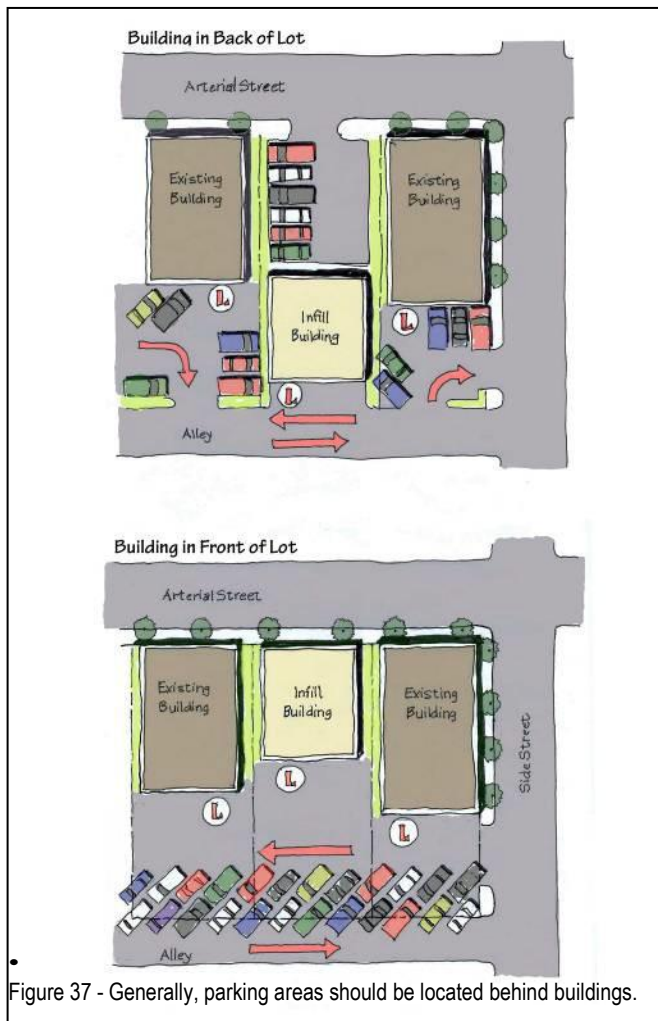 Building in Back of Lot
Arterial Street
Existing
Building
Existing
Building
L
Infill
Building
L
L
Alley
Building in Front of Lot
Arterial Street
Existing
Building
Infill
Building
Existing
Building
Side Street
L
L
L
Alley
Figure 37 - Generally, parking areas should be located behind buildings.